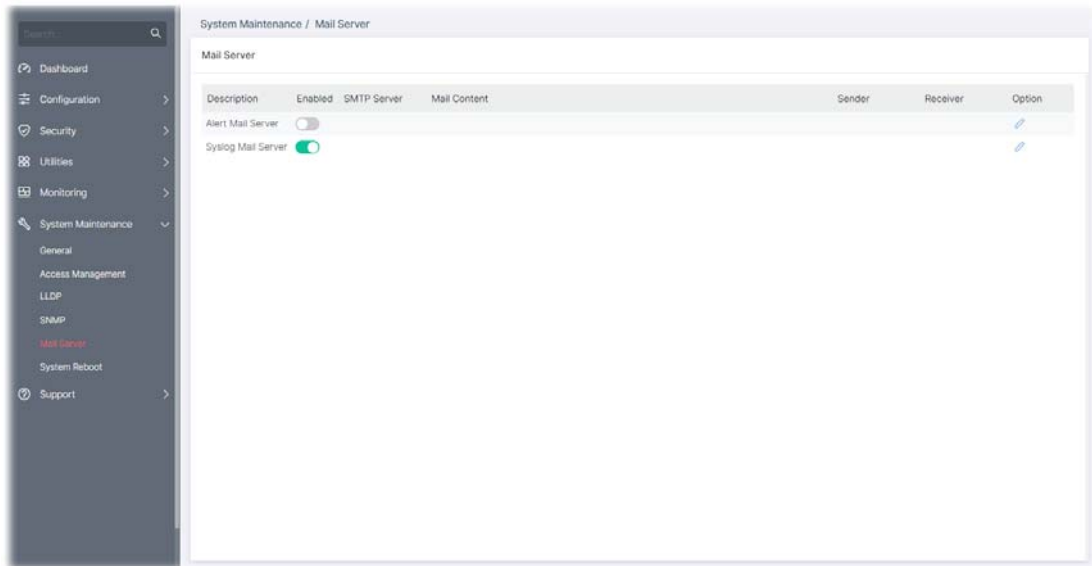 Search...
System Maintenance / Mail Server
Mail Server
Dashboard
Configuration
Security
Utilities
Monitoring
System Maintenance
General
Access Management
LLDP
SNMP
Mail Server
System Reboot
Support
Description Enabled SMTP Server Mail Content Sender Receiver Option
Alert Mail Server
Syslog Mail Server